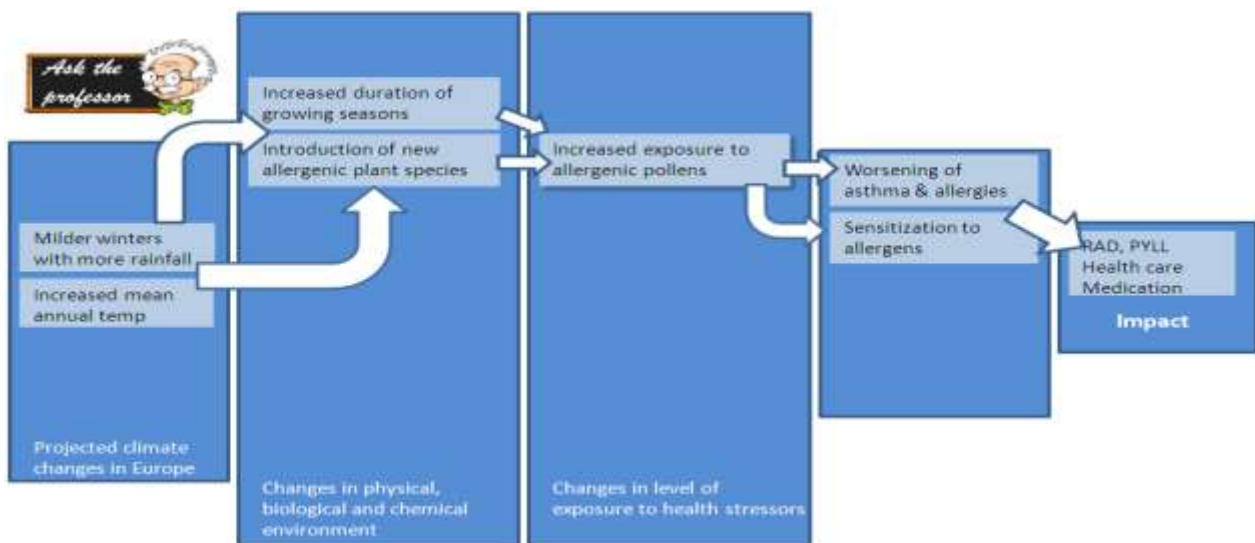 Ask the
professor
Milder winters
with more rainfall
Increased mean
annual temp
Projected climate
changes in Europe
Increased duration of
growing seasons
Introduction of new
allergenic plant species
Changes in physical,
biological and chemical
environment
Increased exposure to
allergenic pollens
Changes in level of
exposure to health stressors
Worsening of
asthma & allergies
Sensitization to
allergens
RAD, PYLL
Health care
Medication
Impact